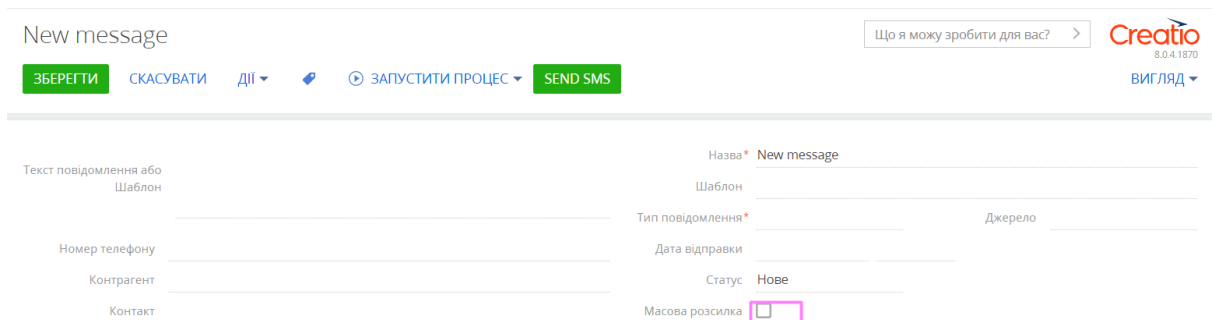 New message
Що я можу зробити для вас?
Creatio
8.0.4.1870
ЗБЕРЕГТИ СКАСУВАТИ ДІЇ ЗАПУСТИТИ ПРОЦЕС SEND SMS ВИГЛЯД
Назва* New message
Текст повідомлення або
Шаблон
Шаблон
Тип повідомлення* Джерело
Номер телефону Дата відправки
Контрагент Статус Нове
Контакт Масова розсилка